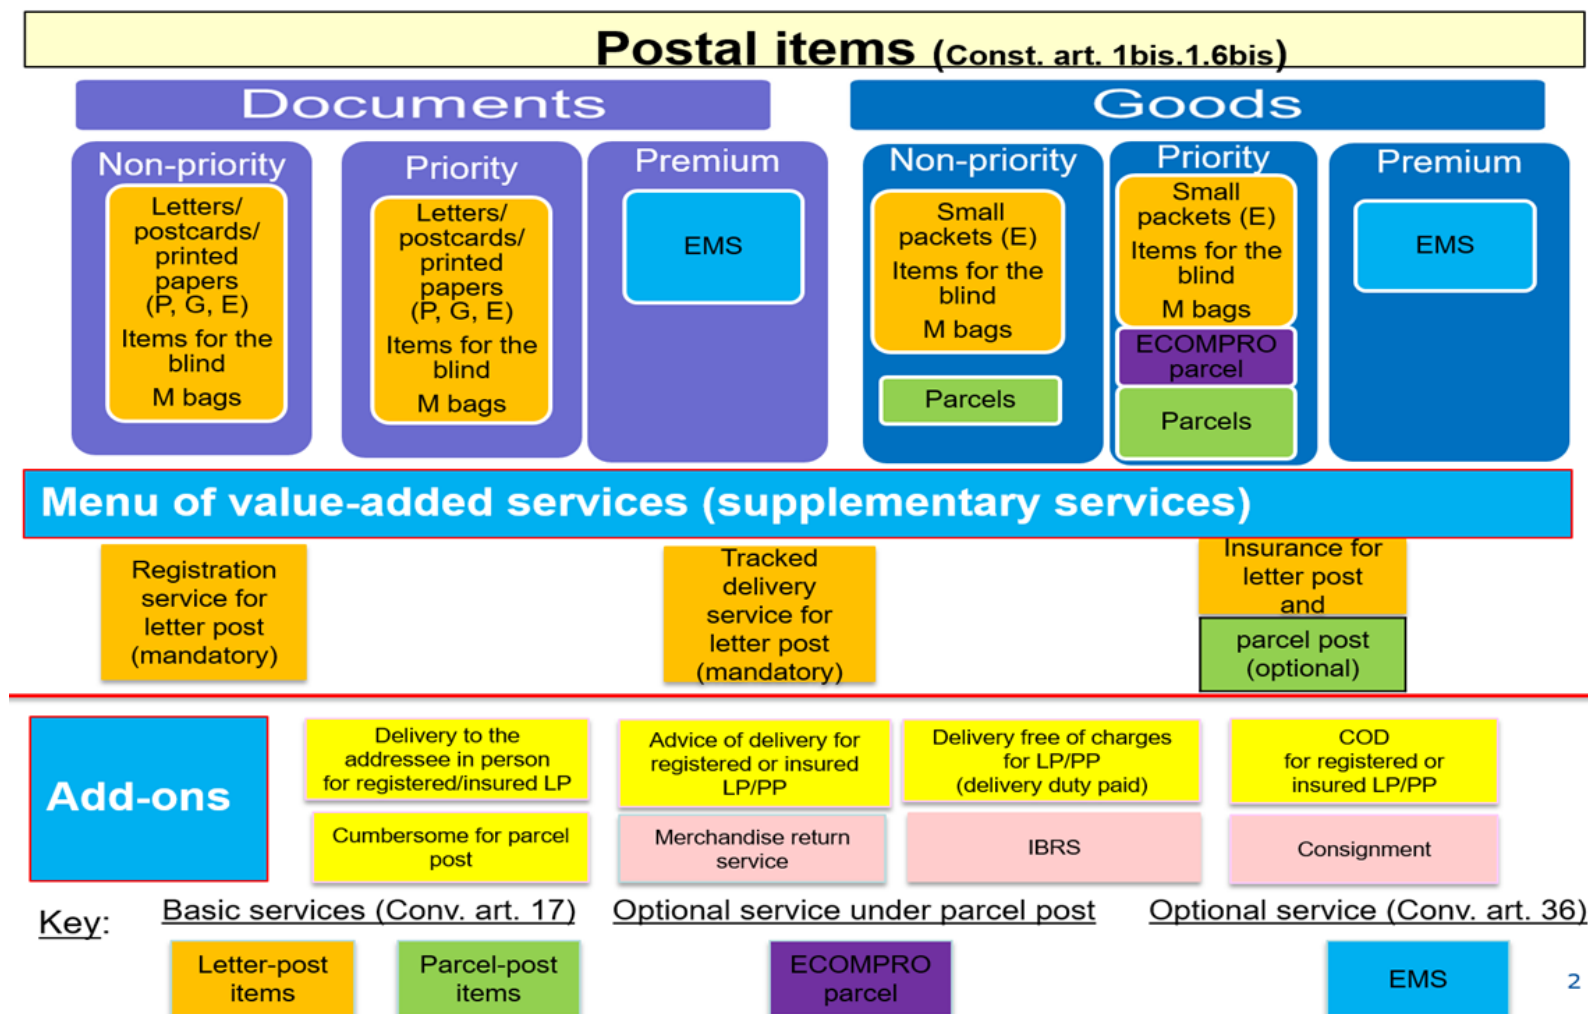 Postal items (Const. art. 1bis.1.6bis)
Documents
Goods
Non-priority
Letters/
postcards/
printed
papers
(P, G, E)
Items for the
blind
M bags
Priority
Letters/
postcards/
printed
papers
(P, G, E)
Items for the
blind
M bags
Premium
EMS
Non-priority
Small
packets (E)
Items for the
blind
M bags
Parcels
Priority
Small
packets (E)
Items for the
blind
M bags
ECOMPRO
parcel
Parcels
Premium
EMS
Menu of value-added services (supplementary services)
Registration
service for
letter post
(mandatory)
Tracked
delivery
service for
letter post
(mandatory)
Insurance for
letter post
and
parcel post
(optional)
Add-ons
Delivery to the
addressee in person
for registered/insured LP
Advice of delivery for
registered or insured
LP/PP
Delivery free of charges
for LP/PP
(delivery duty paid)
COD
for registered or
insured LP/PP
Cumbersome for parcel
post
Merchandise return
service
IBRS
Consignment
Key:
Basic services (Conv. art. 17)
Letter-post
items
Parcel-post
items
Optional service under parcel post
ECOMPRO
parcel
Optional service (Conv. art. 36)
EMS
2